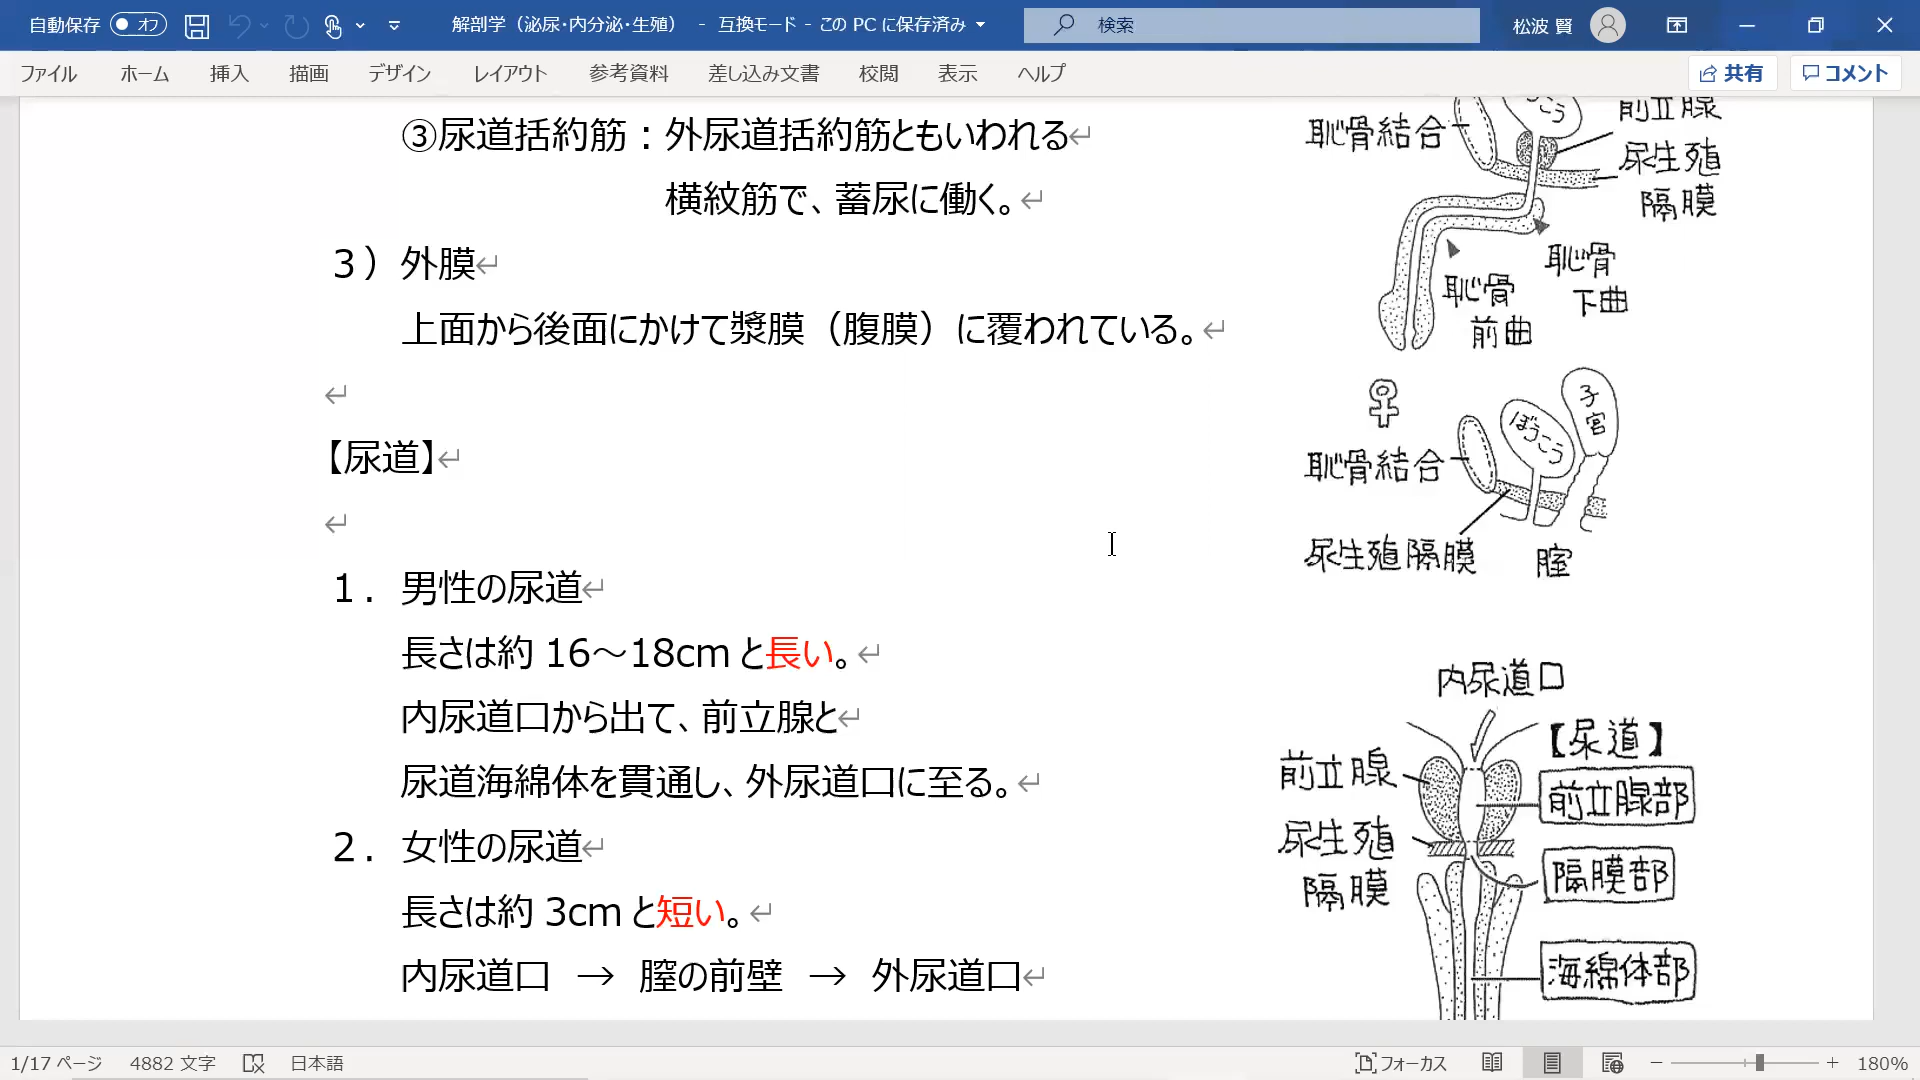 自動保存 オフ 解剖学（泌尿・内分泌・生殖） - 互換モード - この PC に保存済み 検索 松波 賢
ファイル ホーム 挿入 描画 デザイン レイアウト 参考資料 差し込み文書 校閲 表示 ヘルプ 共有 コメント
③尿道括約筋：外尿道括約筋ともいわれる↵
横紋筋で、蓄尿に働く。↵
３）外膜↵
上面から後面にかけて漿膜（腹膜）に覆われている。↵
↵
【尿道】↵
↵
１．男性の尿道↵
長さは約 16～18cm と長い。↵
内尿道口から出て、前立腺と↵
尿道海綿体を貫通し、外尿道口に至る。↵
２．女性の尿道↵
長さは約 3cm と短い。↵
内尿道口 → 膣の前壁 → 外尿道口↵
ぼうこう
前立腺
恥骨結合
尿生殖
隔膜
恥骨
下曲
恥骨
前曲
♀
子宮
ぼうこう
恥骨結合
尿生殖隔膜
膣
内尿道口
【尿道】
前立腺
前立腺部
尿生殖
隔膜
隔膜部
海綿体部
1/17 ページ 4882 文字 日本語 フォーカス 180%